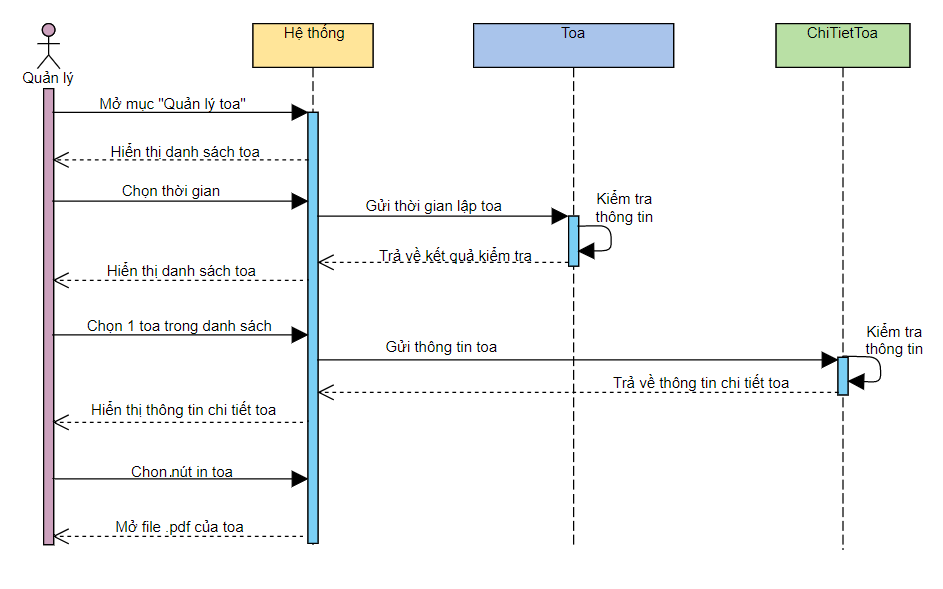 Hệ thống
Toa
ChiTietToa
Quản lý
Mở mục "Quản lý toa"
Hiển thị danh sách toa
Chọn thời gian
Gửi thời gian lập toa
Kiểm tra
thông tin
Trả về kết quả kiểm tra
Hiển thị danh sách toa
Chọn 1 toa trong danh sách
Gửi thông tin toa
Kiểm tra
thông tin
Trả về thông tin chi tiết toa
Hiển thị thông tin chi tiết toa
Chọn nút in toa
Mở file .pdf của toa